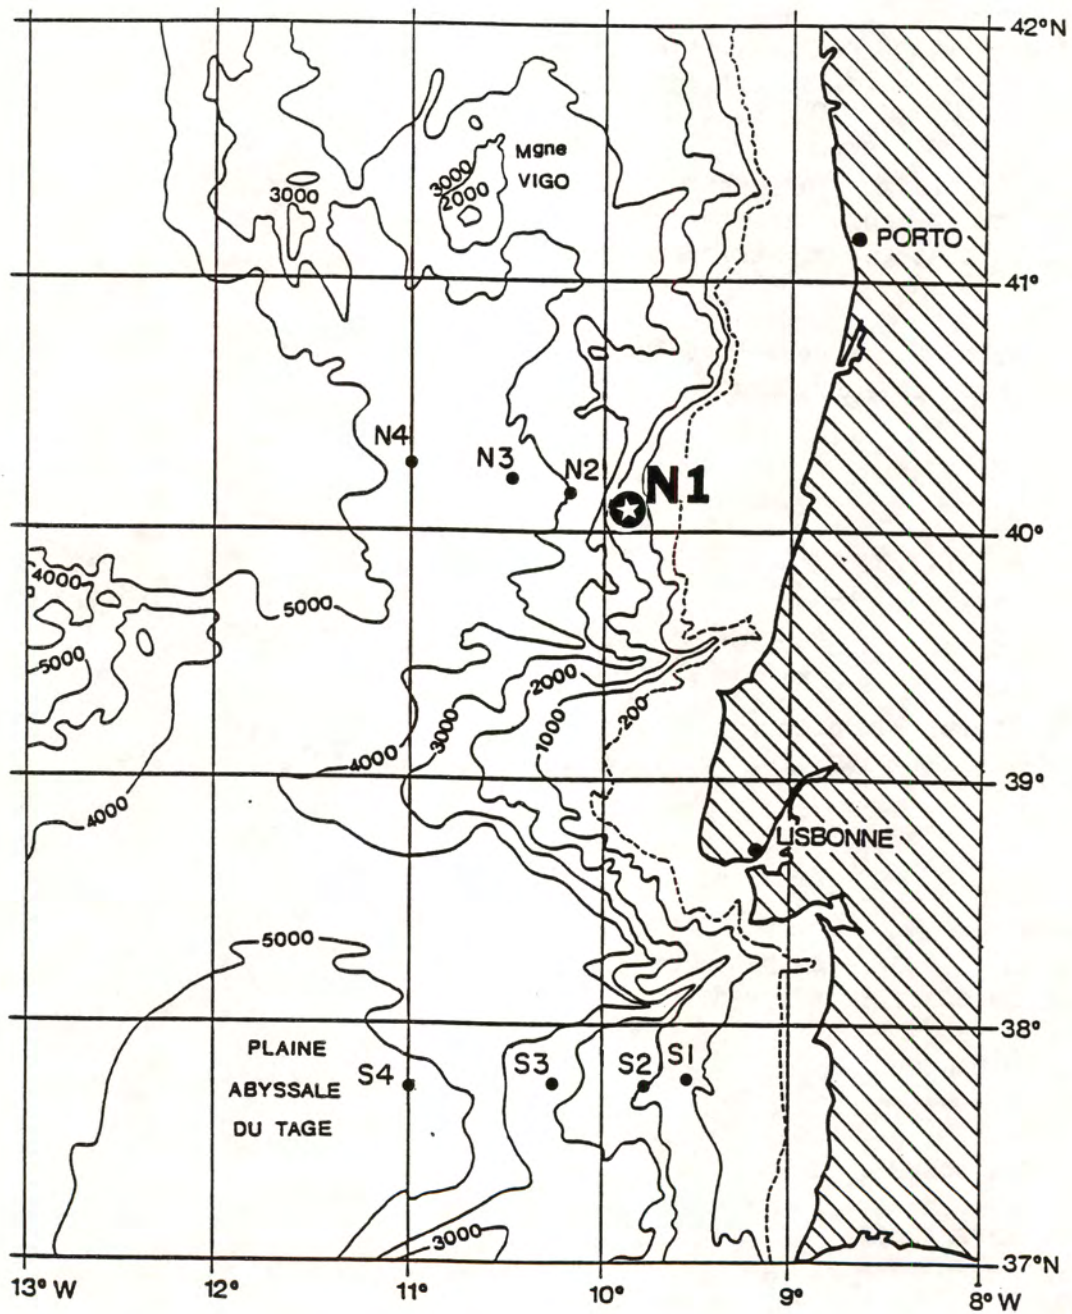 42°N
Mgne
VIGO
3000
2000
3000
PORTO
41°
N4
N3
N2
N1
40°
4000
5000
5000
2000
200
1000
3000
4000
39°
4000
LISBONNE
5000
38°
PLAINE
ABYSSALE
DU TAGE
S4
S3
S2
S1
3000
37°N
13° W
12°
11°
10°
9°
8° W